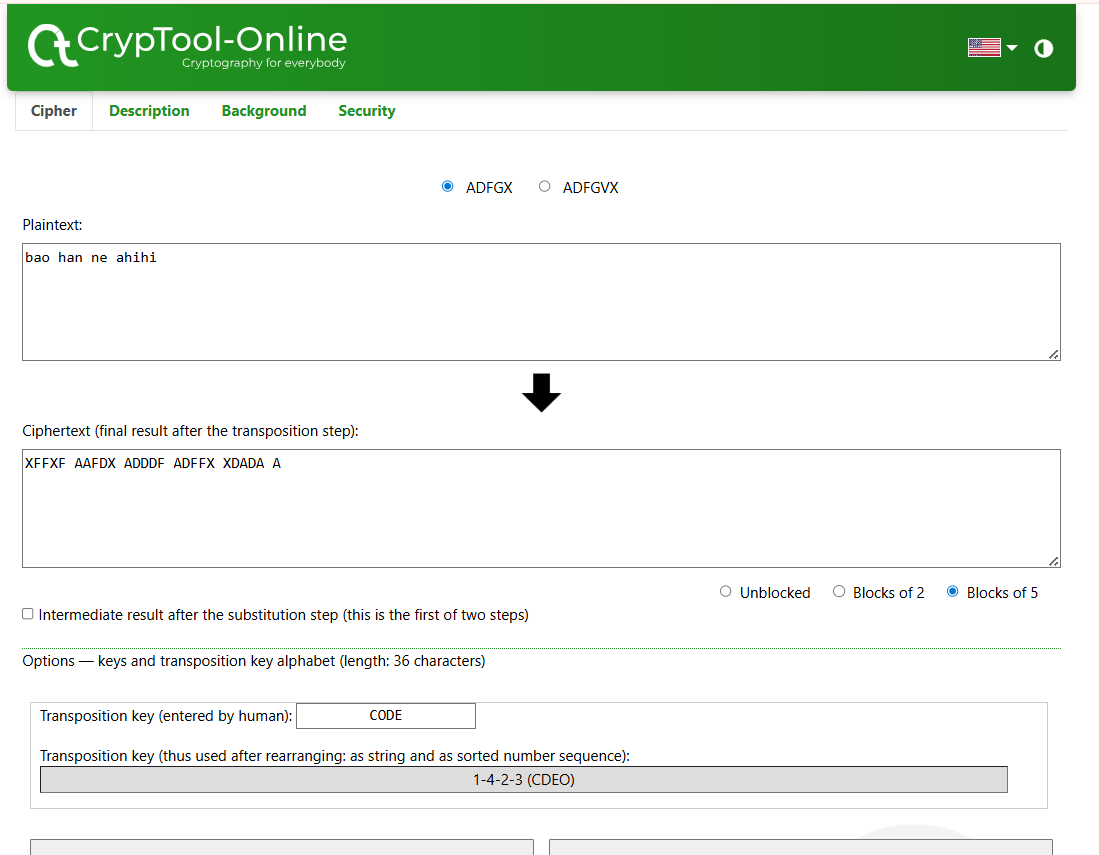 CrypTool-Online
Cryptography for everybody
Cipher Description Background Security
ADFGX ADFGVX
Plaintext:
bao han ne ahihi
Ciphertext (final result after the transposition step):
XFFXF AAFDX ADDDF ADFFX XDADA A
Unblocked Blocks of 2 Blocks of 5
Intermediate result after the substitution step (this is the first of two steps)
Options — keys and transposition key alphabet (length: 36 characters)
Transposition key (entered by human): CODE
Transposition key (thus used after rearranging: as string and as sorted number sequence):
1-4-2-3 (CDEO)